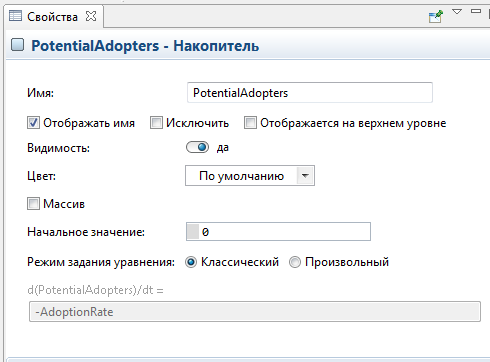 Свойства
PotentialAdopters - Накопитель
Имя: PotentialAdopters
Отображать имя Исключить Отображается на верхнем уровне
Видимость: да
Цвет: По умолчанию
Массив
Начальное значение: 0
Режим задания уравнения: Классический Произвольный
d(PotentialAdopters)/dt =
-AdoptionRate